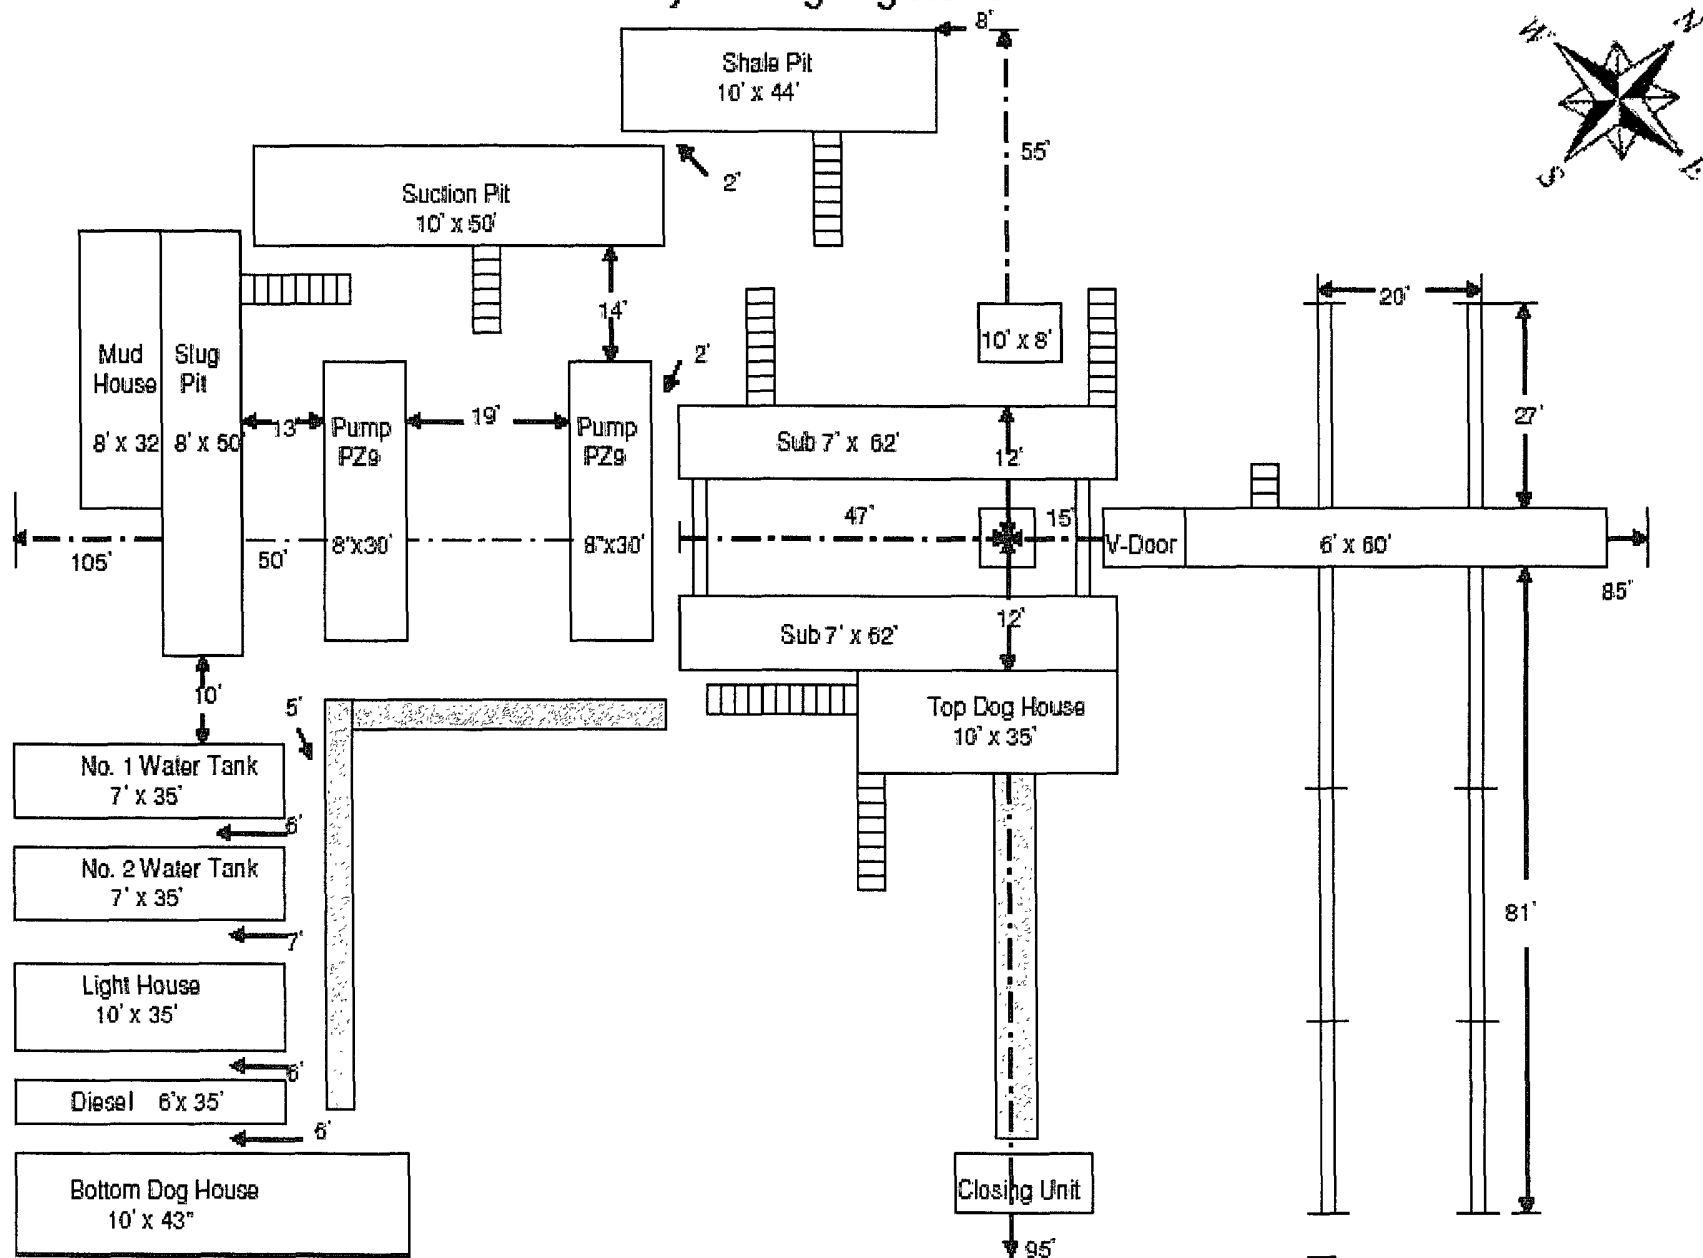 8'
Shale Pit
10' x 44'
55'
2'
Suction Pit
10' x 50'
14'
20'
10' x 8'
2'
27'
Mud
House
8' x 32
Slug
Pit
8' x 50'
13'
Pump
PZ9
8'x30'
19'
Pump
PZ9
8"x30'
Sub 7' x 62'
12'
47'
15'
V-Door
6' x 60'
85'
105'
50'
Sub 7' x 62'
12'
10'
5'
Top Dog House
10' x 35'
No. 1 Water Tank
7' x 35'
6'
No. 2 Water Tank
7' x 35'
7'
81'
Light House
10' x 35'
6'
Diesel 6'x 35'
6'
Bottom Dog House
10' x 43"
Closing Unit
95'
N
W
S
E